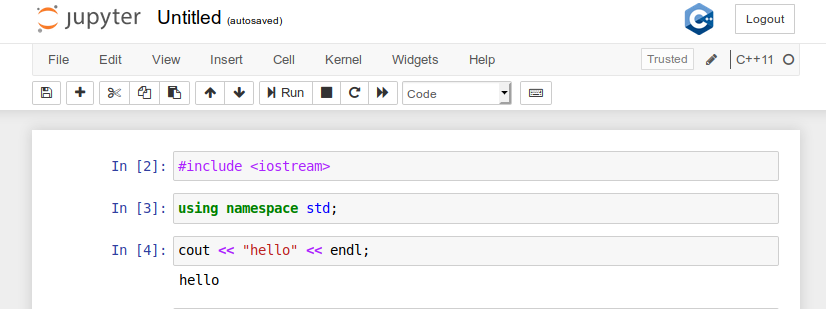 jupyter Untitled (autosaved) C++ Logout
File Edit View Insert Cell Kernel Widgets Help Trusted C++11
Run Code
In [2]: #include <iostream>
In [3]: using namespace std;
In [4]: cout << "hello" << endl;
hello